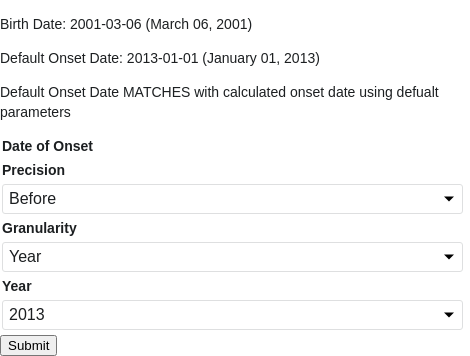 Birth Date: 2001-03-06 (March 06, 2001)
Default Onset Date: 2013-01-01 (January 01, 2013)
Default Onset Date MATCHES with calculated onset date using defualt
parameters
Date of Onset
Precision
Before
Granularity
Year
Year
2013
Submit